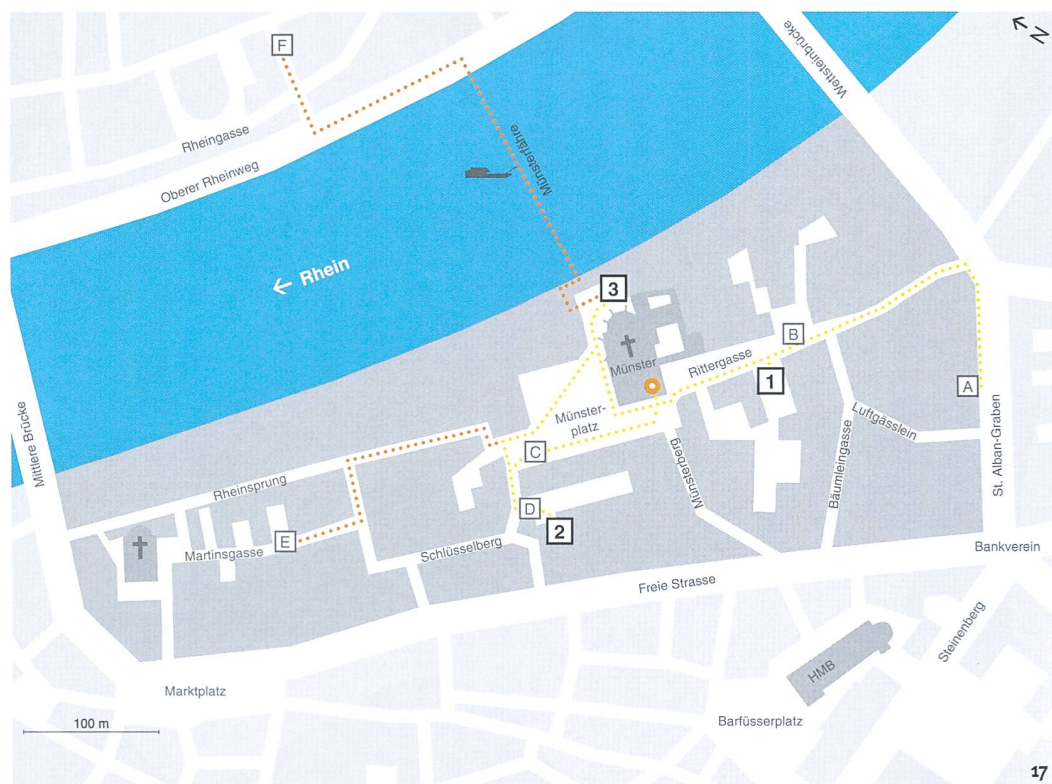 N
F
Wettsteinbrücke
Rheingasse
Oberer Rheinweg
Münsterfähre
← Rhein
3
Münster
B
Rittergasse
1
A
Münster-
platz
Luftgässlein
Mittlere Brücke
C
Münsterberg
Bäumleingasse
St. Alban-Graben
Rheinsprung
D
2
E
Martinsgasse
Schlüsselberg
Bankverein
Freie Strasse
Steinenberg
HMB
Marktplatz
Barfüsserplatz
100 m
17